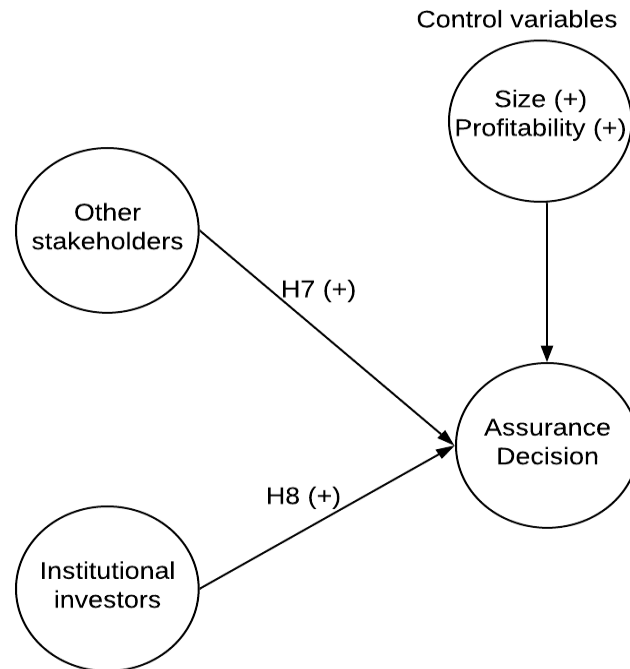 Control variables
Size (+)
Profitability (+)
Other
stakeholders
H7 (+)
Assurance
Decision
H8 (+)
Institutional
investors